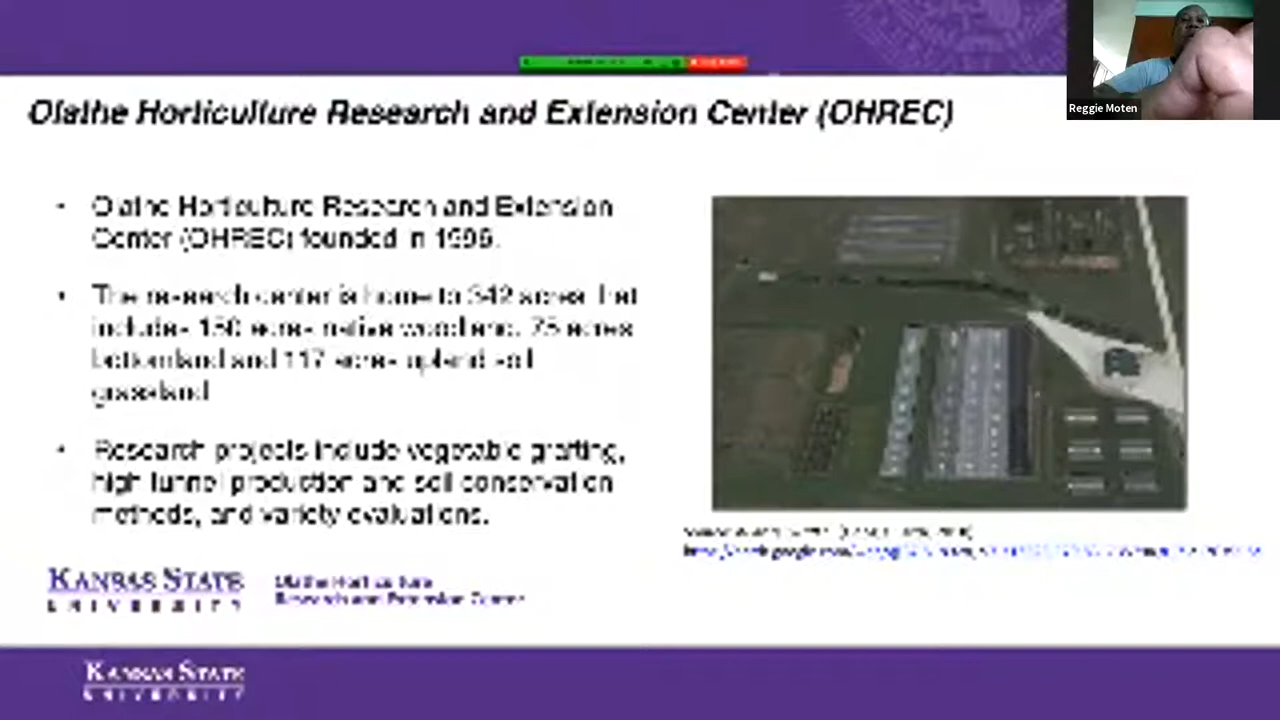 Reggie Moten
Olathe Horticulture Research and Extension Center (OHREC)
• Olathe Horticulture Research and Extension
Center (OHREC) founded in 1996.
• The research center is home to 342 acres that
includes 150 acres native woodland, 75 acres
bottomland and 117 acres upland soil
grassland
• Research projects include vegetable grafting,
high tunnel production and soil conservation
methods, and variety evaluations.
KANSAS STATE
UNIVERSITY
Olathe Horticulture
Research and Extension Center
KANSAS STATE
UNIVERSITY